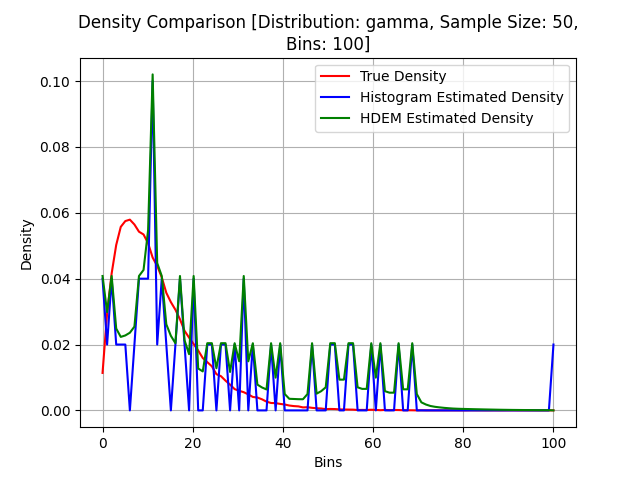 Density Comparison [Distribution: gamma, Sample Size: 50,
Bins: 100]
True Density
Histogram Estimated Density
HDEM Estimated Density
Density
0.10
0.08
0.06
0.04
0.02
0.00
0 20 40 60 80 100
Bins